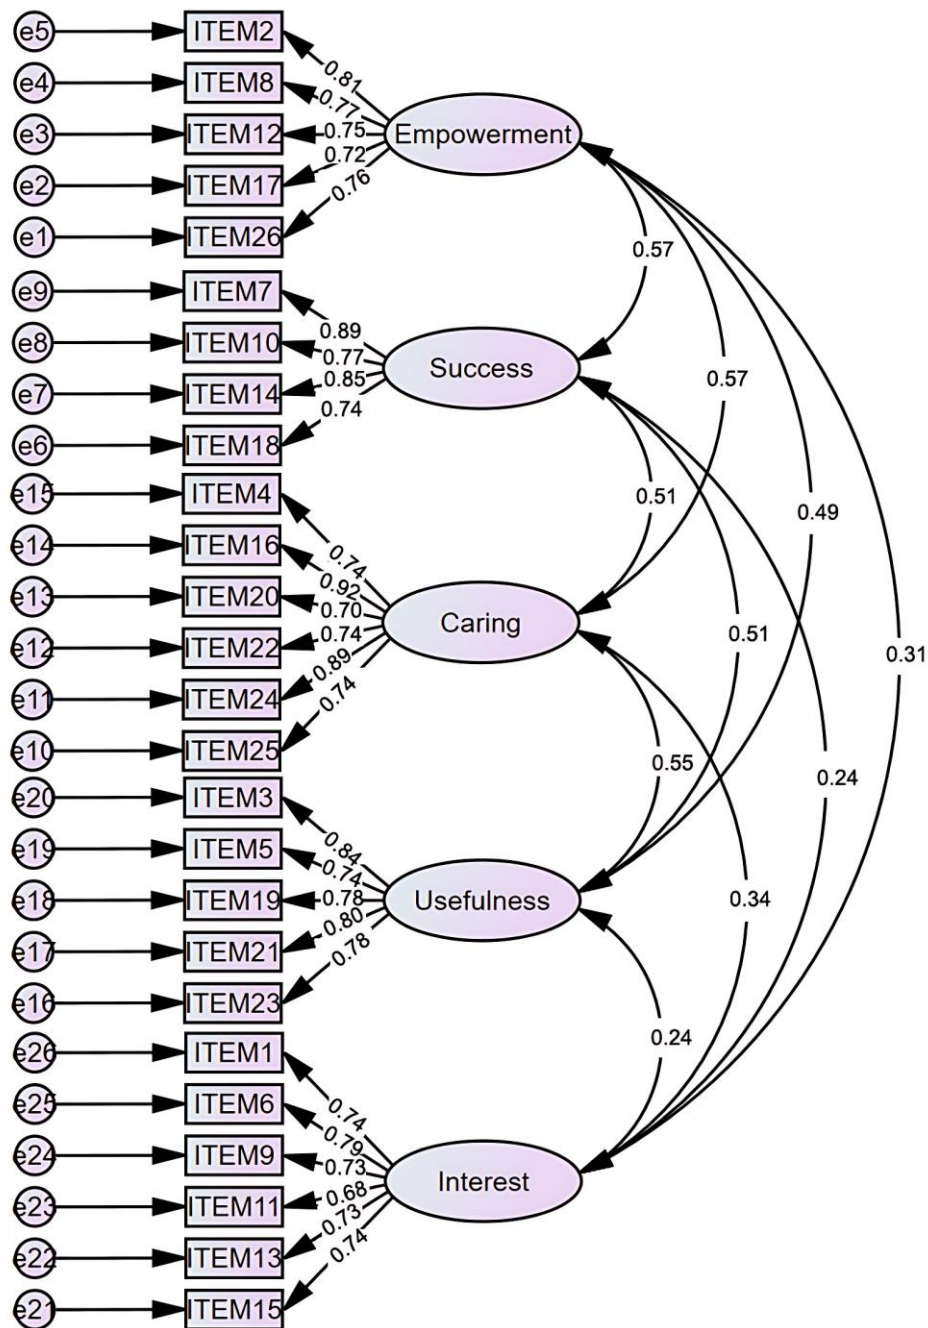 e5 ITEM2
0.81
e4 ITEM8
0.77
e3 ITEM12 0.75 Empowerment
0.72
e2 ITEM17
0.76
e1 ITEM26
0.57
e9 ITEM7
0.89
e8 ITEM10
0.77
Success
0.57
e7 ITEM14 0.85
0.74
e6 ITEM18
e15 ITEM4
0.51
0.49
e14 ITEM16
0.74
0.92
e13 ITEM20
0.70
Caring
0.51
0.31
e12 ITEM22 0.74
0.89
e11 ITEM24
0.74
e10 ITEM25
0.55
0.24
e20 ITEM3
e19 ITEM5
0.84
0.74
e18 ITEM19 0.78 Usefulness
0.34
0.80
e17 ITEM21
0.78
e16 ITEM23
0.24
e26 ITEM1
e25 ITEM6
0.74
0.79
e24 ITEM9
0.73
Interest
e23 ITEM11 0.68
0.73
e22 ITEM13
0.74
e21 ITEM15